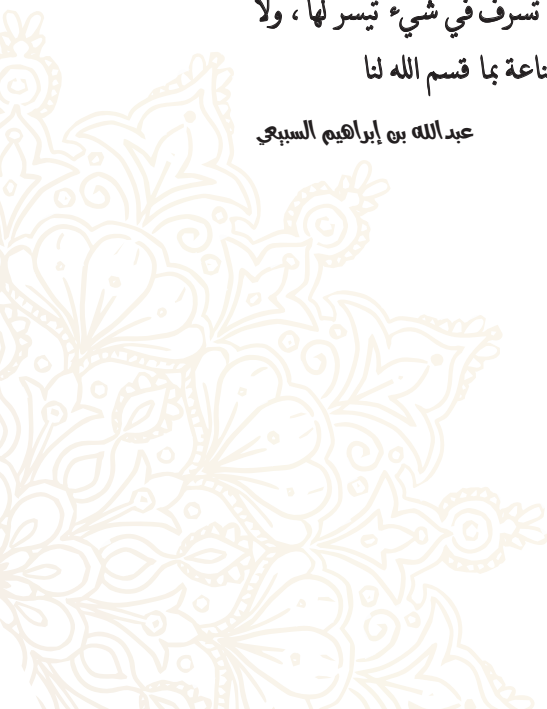 تسرف في شيء تيسر لها ، ولا
ناعة بما قسم الله لنا
عبدالله بن إبراهيم السبيعي